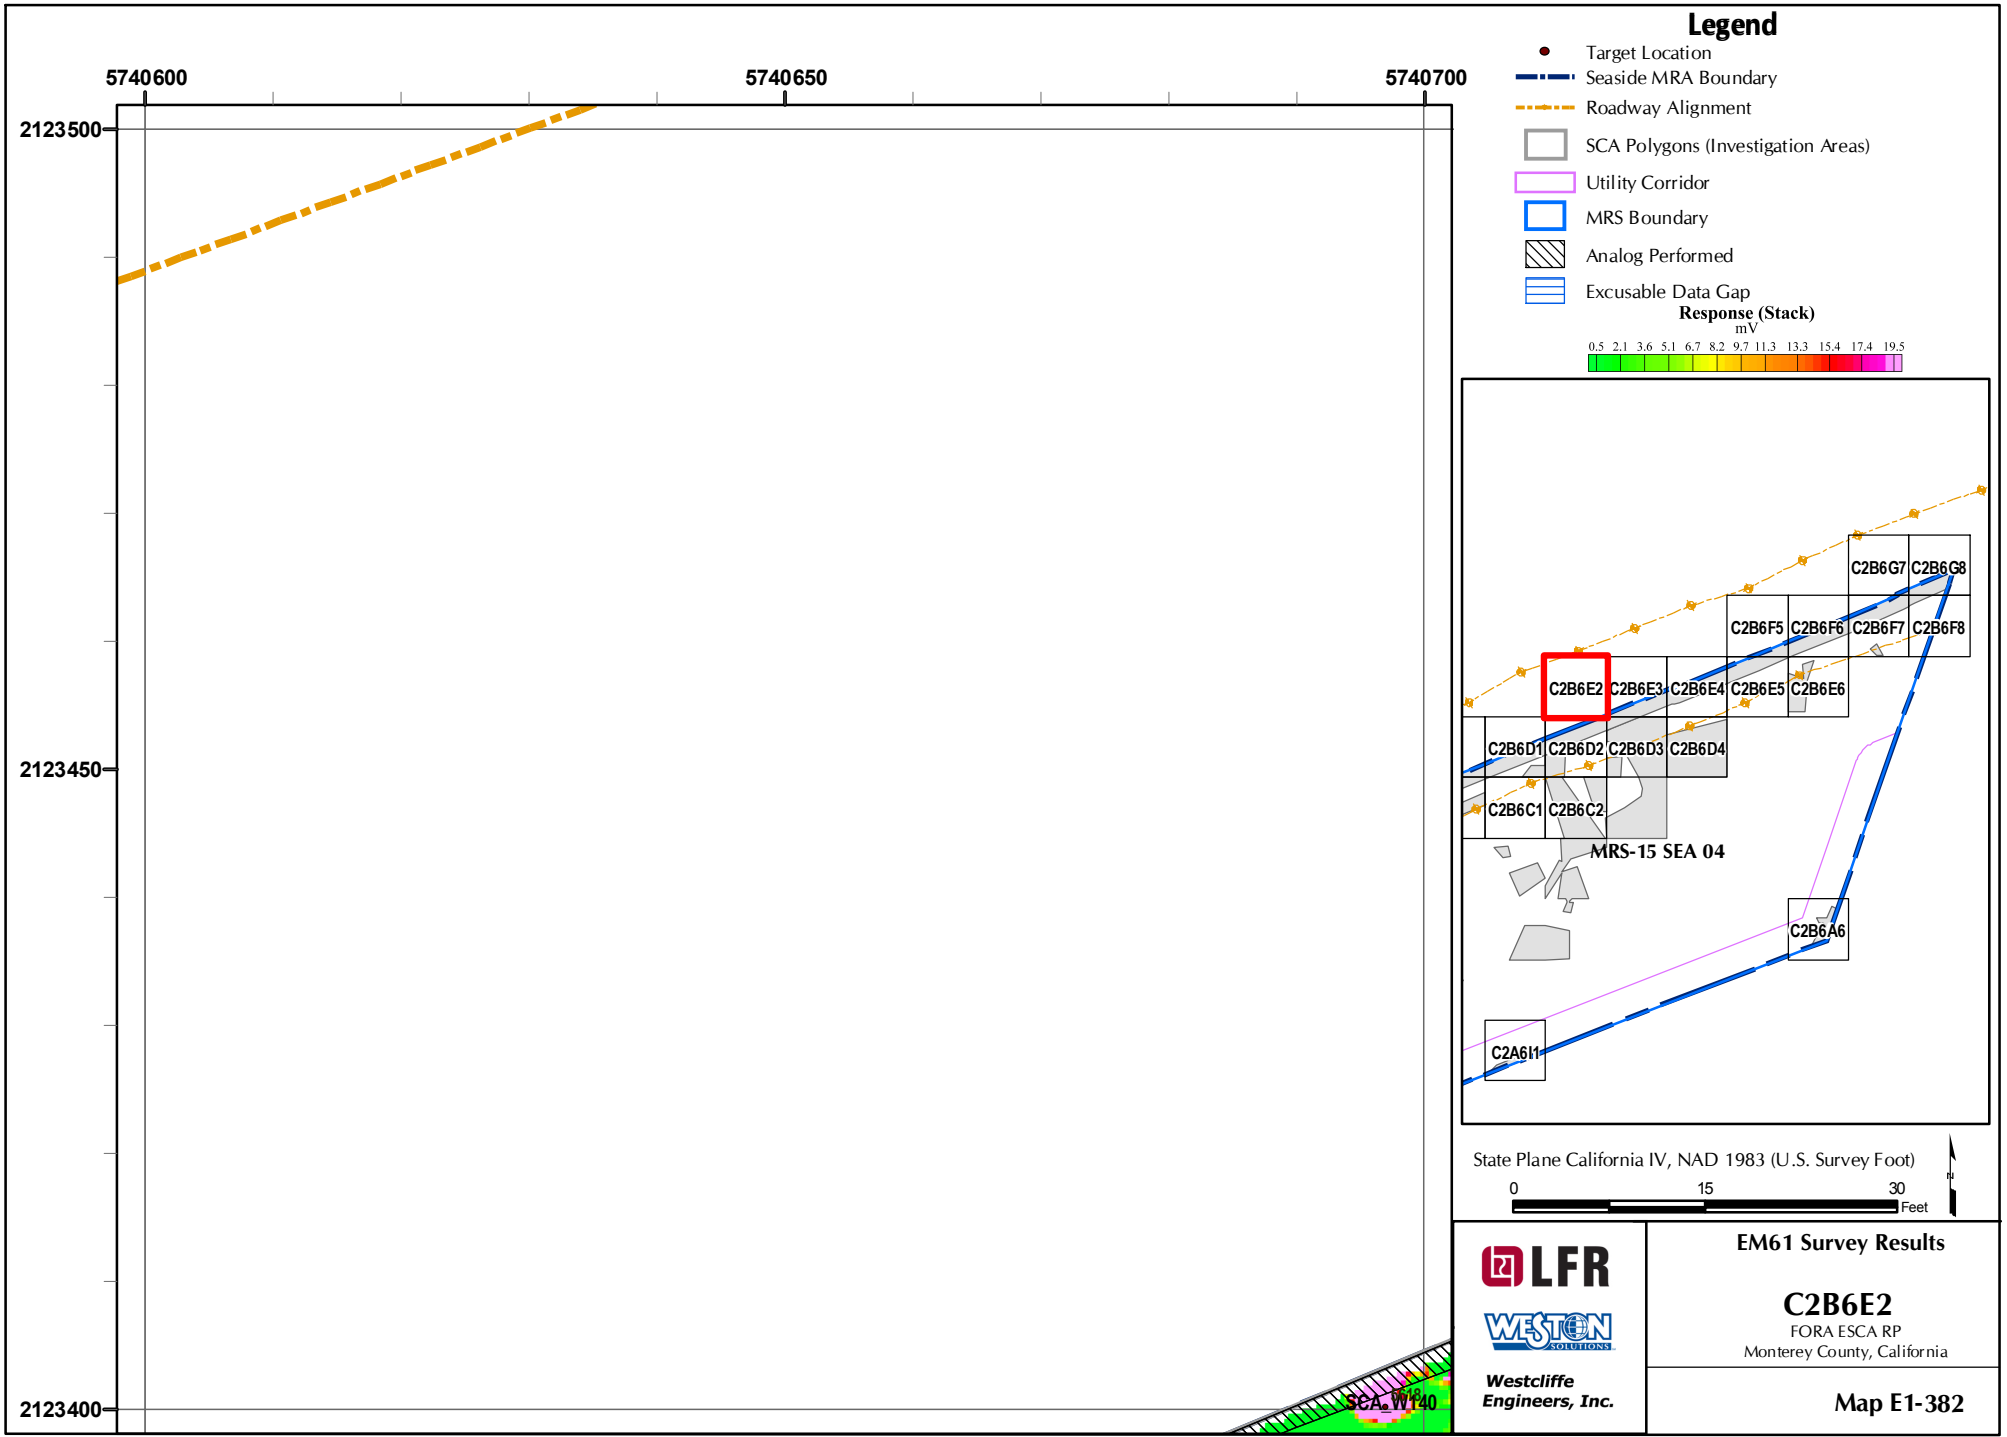 Legend
Target Location
Seaside MRA Boundary
Roadway Alignment
SCA Polygons (Investigation Areas)
Utility Corridor
MRS Boundary
Analog Performed
Excusable Data Gap
Response (Stack)
mV
0.5 2.1 3.6 5.1 6.7 8.2 9.7 11.3 13.3 15.4 17.4 19.5
5740600 5740650 5740700
2123500
2123450
2123400
SCA_W140
C2B6G7 C2B6G8
C2B6F5 C2B6F6 C2B6F7 C2B6F8
C2B6E2 C2B6E3 C2B6E4 C2B6E5 C2B6E6
C2B6D1 C2B6D2 C2B6D3 C2B6D4
C2B6C1 C2B6C2
MRS-15 SEA 04
C2B6A6
C2A6I1
State Plane California IV, NAD 1983 (U.S. Survey Foot)
0 15 30
Feet
N
LFR
WESTON
SOLUTIONS
Westcliffe
Engineers, Inc.
EM61 Survey Results
C2B6E2
FORA ESCA RP
Monterey County, California
Map E1-382